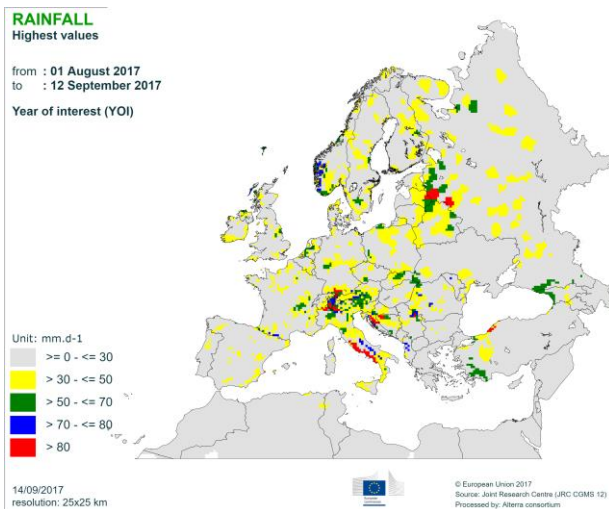 RAINFALL
Highest values
from : 01 August 2017
to : 12 September 2017
Year of interest (YOI)
Unit: mm.d-1
>= 0 - <= 30
> 30 - <= 50
> 50 - <= 70
> 70 - <= 80
> 80
14/09/2017
resolution: 25x25 km
© European Union 2017
Source: Joint Research Centre (JRC CGMS 12)
Processed by: Alterra consortium